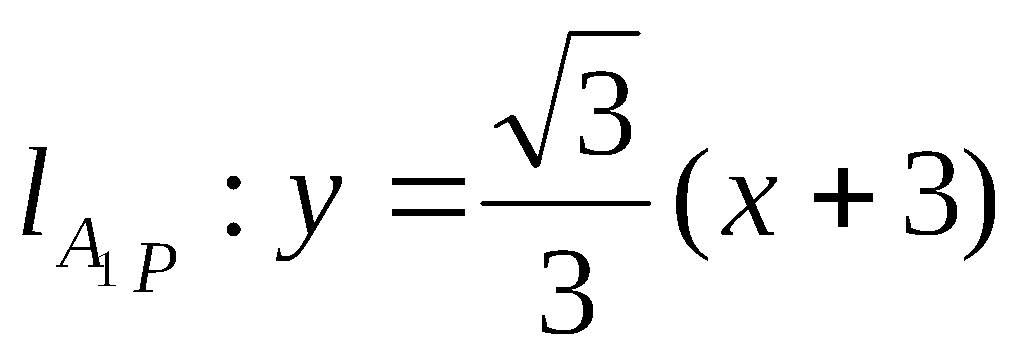 $l_{A_1P}: y = \frac{\sqrt{3}}{3}(x+3)$